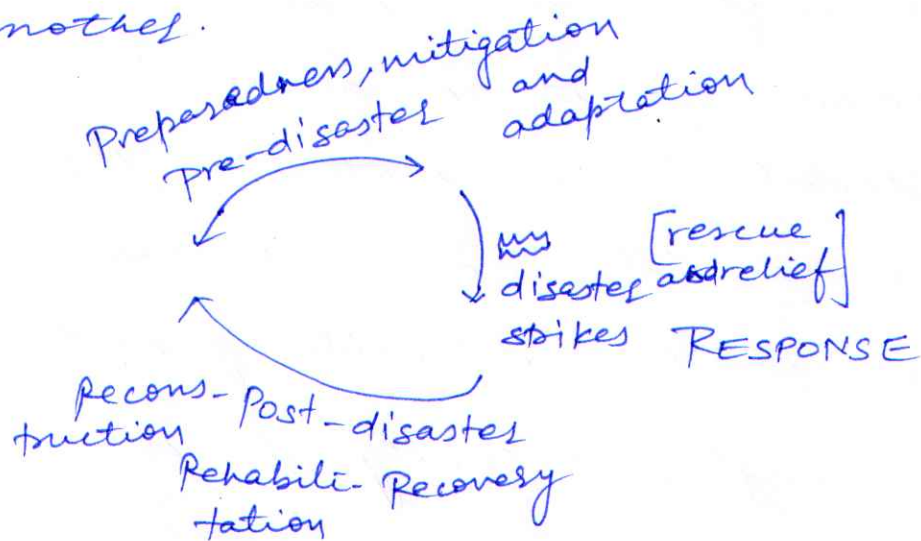 nother.
Preparedness, mitigation
Pre-disaster and
adaptation
[rescue
disaster and relief]
strikes RESPONSE
Recons- Post-disaster
truction
Rehabili- Recovery
tation